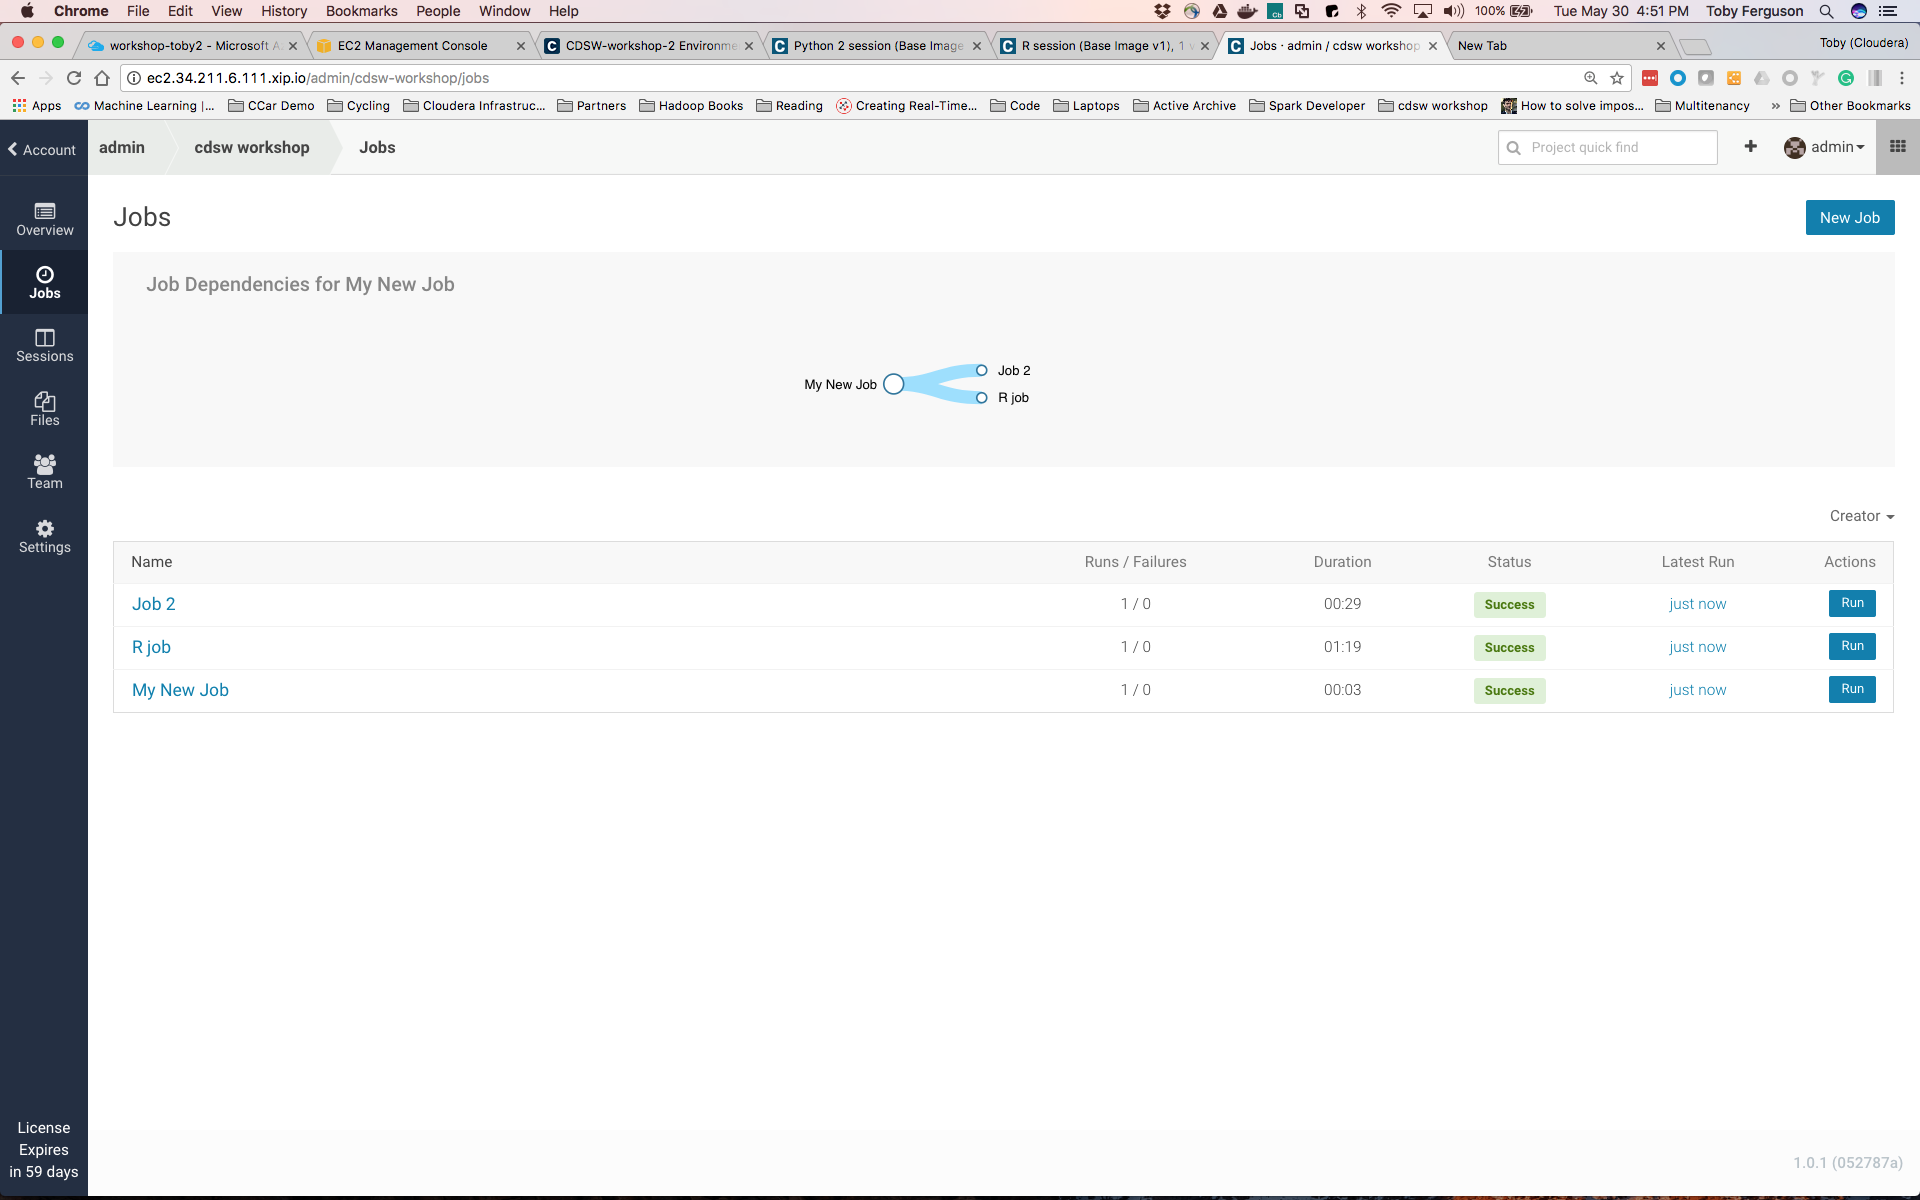 Chrome File Edit View History Bookmarks People Window Help 100% Tue May 30 4:51 PM Toby Ferguson
workshop-toby2 - Microsoft A EC2 Management Console CDSW-workshop-2 Environme Python 2 session (Base Image R session (Base Image v1), 1 v Jobs · admin / cdsw workshop New Tab Toby (Cloudera)
ec2.34.211.6.111.xip.io/admin/cdsw-workshop/jobs
Apps Machine Learning |... CCar Demo Cycling Cloudera Infrastruc... Partners Hadoop Books Reading Creating Real-Time... Code Laptops Active Archive Spark Developer cdsw workshop How to solve impos... Multitenancy » Other Bookmarks
Account admin cdsw workshop Jobs Project quick find + admin
Overview
Jobs
Sessions
Files
Team
Settings
License
Expires
in 59 days
Jobs New Job
Job Dependencies for My New Job
My New Job
Job 2
R job
Creator
Name Runs / Failures Duration Status Latest Run Actions
Job 2 1 / 0 00:29 Success just now Run
R job 1 / 0 01:19 Success just now Run
My New Job 1 / 0 00:03 Success just now Run
1.0.1 (052787a)